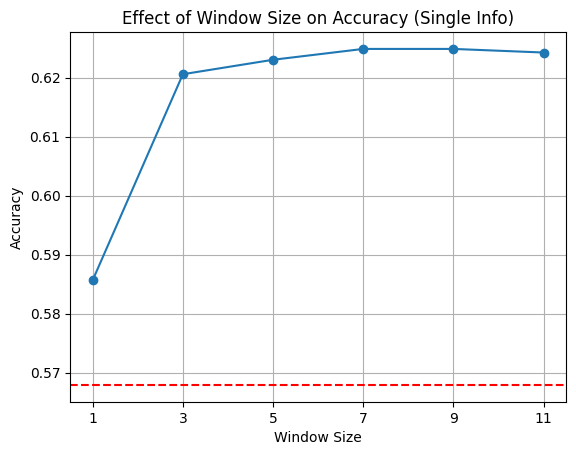 Effect of Window Size on Accuracy (Single Info)
0.62
0.61
0.60
0.59
0.58
0.57
Accuracy
1 3 5 7 9 11
Window Size